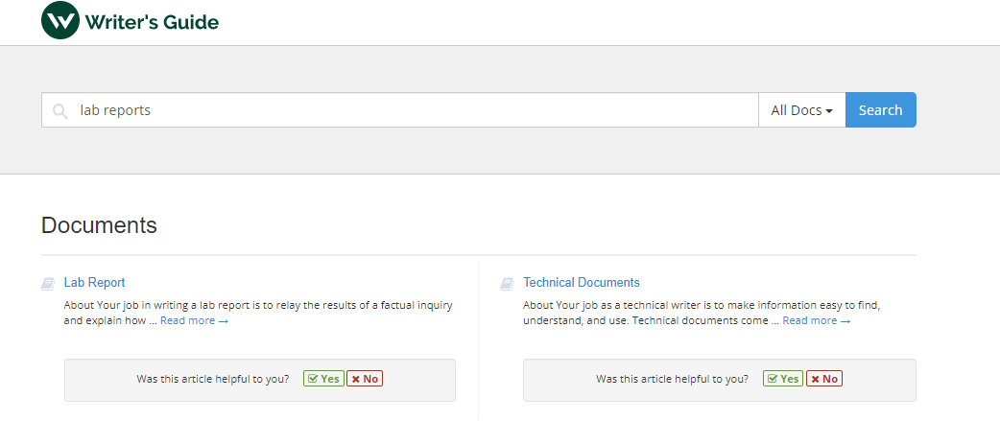 W Writer's Guide
lab reports
All Docs
Search
Documents
Lab Report
About Your job in writing a lab report is to relay the results of a factual inquiry
and explain how ... Read more →
Was this article helpful to you? Yes No
Technical Documents
About Your job as a technical writer is to make information easy to find,
understand, and use. Technical documents come ... Read more →
Was this article helpful to you? Yes No